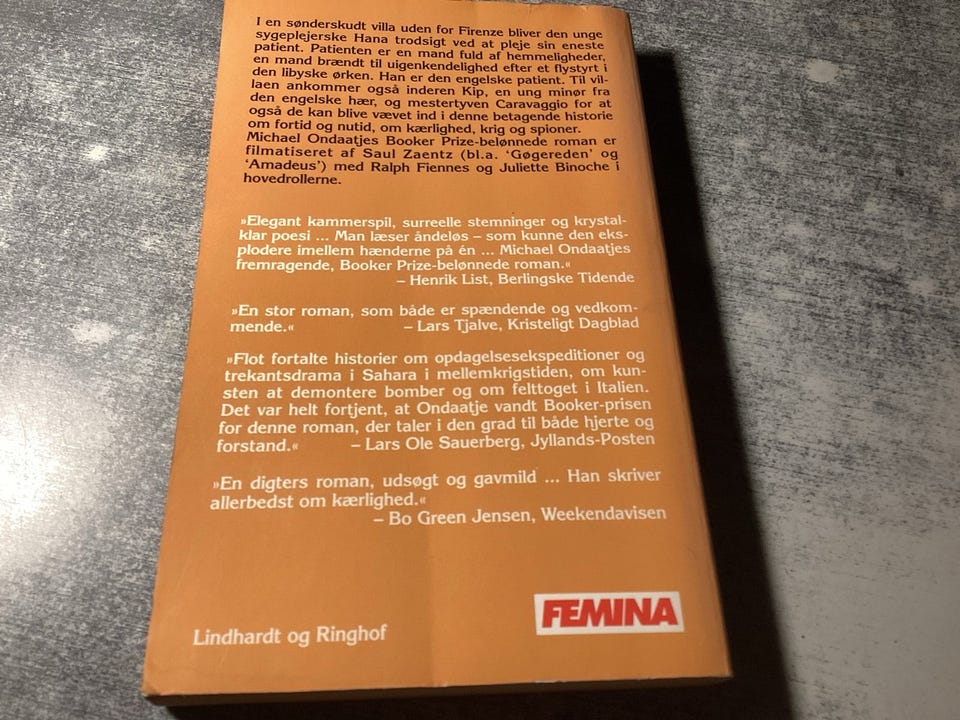 I en sønderskudt villa uden for Firenze bliver den unge
sygeplejerske Hana trodsigt ved at pleje sin eneste
patient. Patienten er en mand fuld af hemmeligheder,
en mand brændt til uigenkendelighed efter et flystyrt i
den libyske ørken. Han er den engelske patient. Til vil-
laen ankommer også inderen Kip, en ung minør fra
den engelske hær, og mestertyven Caravaggio for at
også de kan blive vævet ind i denne betagende historie
om fortid og nutid, om kærlighed, krig og spioner.
Michael Ondaatjes Booker Prize-belønnede roman er
filmatiseret af Saul Zaentz (bl.a. ‘Gøgereden’ og
‘Amadeus’) med Ralph Fiennes og Juliette Binoche i
hovedrollerne.
»Elegant kammerspil, surreelle stemninger og krystal-
klar poesi ... Man læser åndeløs – som kunne den eks-
plodere imellem hænderne på én ... Michael Ondaatjes
fremragende, Booker Prize-belønnede roman.«
– Henrik List, Berlingske Tidende
»En stor roman, som både er spændende og vedkom-
mende.« – Lars Tjalve, Kristeligt Dagblad
»Flot fortalte historier om opdagelsesekspeditioner og
trekantsdrama i Sahara i mellemkrigstiden, om kun-
sten at demontere bomber og om felttoget i Italien.
Det var helt fortjent, at Ondaatje vandt Booker-prisen
for denne roman, der taler i den grad til både hjerte og
forstand.« – Lars Ole Sauerberg, Jyllands-Posten
»En digters roman, udsøgt og gavmild ... Han skriver
allerbedst om kærlighed.«
– Bo Green Jensen, Weekendavisen
FEMINA
Lindhardt og Ringhof